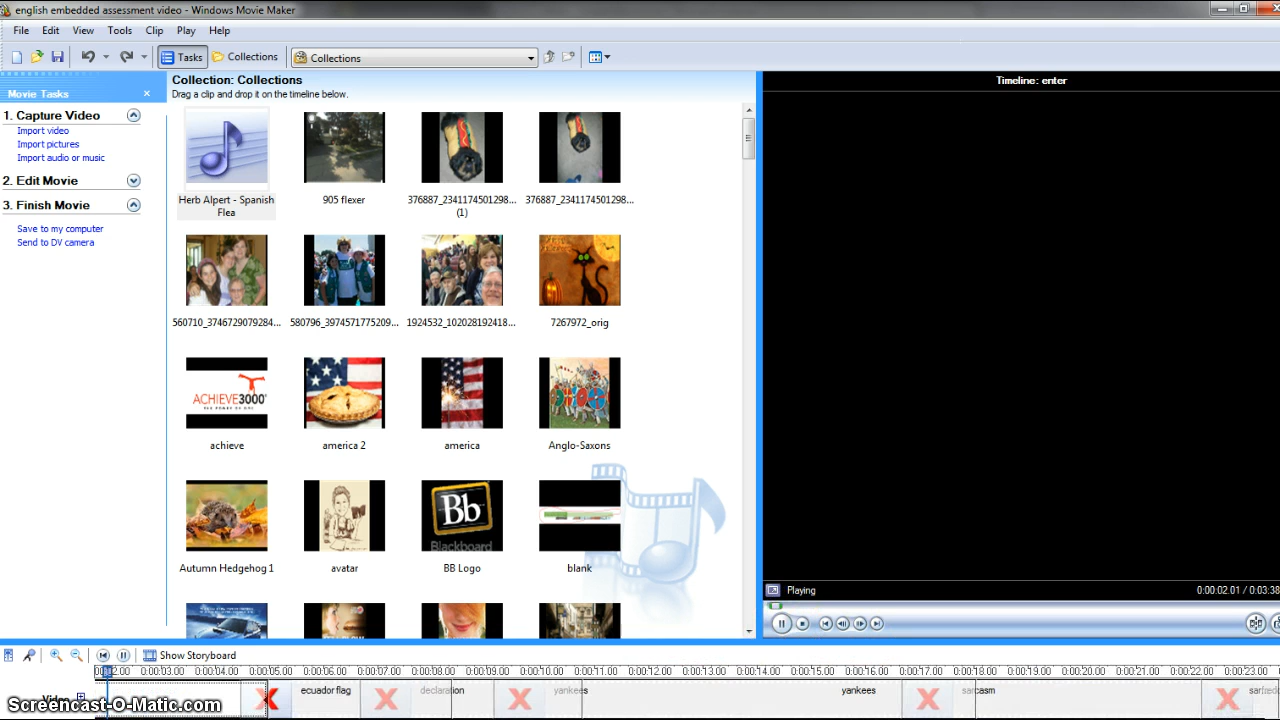 english embedded assessment video - Windows Movie Maker
File Edit View Tools Clip Play Help
Tasks Collections Collections
Movie Tasks
1. Capture Video
Import video
Import pictures
Import audio or music
2. Edit Movie
3. Finish Movie
Save to my computer
Send to DV camera
Collection: Collections
Drag a clip and drop it on the timeline below.
Herb Alpert - Spanish
Flea
905 flexer
376887_2341174501298...
(1)
376887_2341174501298...
560710_3746729079284...
580796_3974571775209...
1924532_102028192418...
7267972_orig
ACHIEVE3000
achieve
america 2
america
Anglo-Saxons
Autumn Hedgehog 1
avatar
Bb
Blackboard
BB Logo
blank
Timeline: enter
Playing 0:00:02.01 / 0:03:38
Show Storyboard
0:00:03.00 0:00:04.00 0:00:05.00 0:00:06.00 0:00:07.00 0:00:08.00 0:00:09.00 0:00:10.00 0:00:11.00 0:00:12.00 0:00:13.00 0:00:14.00 0:00:15.00 0:00:16.00 0:00:17.00 0:00:18.00 0:00:19.00 0:00:20.00 0:00:21.00 0:00:22.00 0:00:23.00
Video ecuador flag declaration yankees yankees sarcasm
Screencast-O-Matic.com